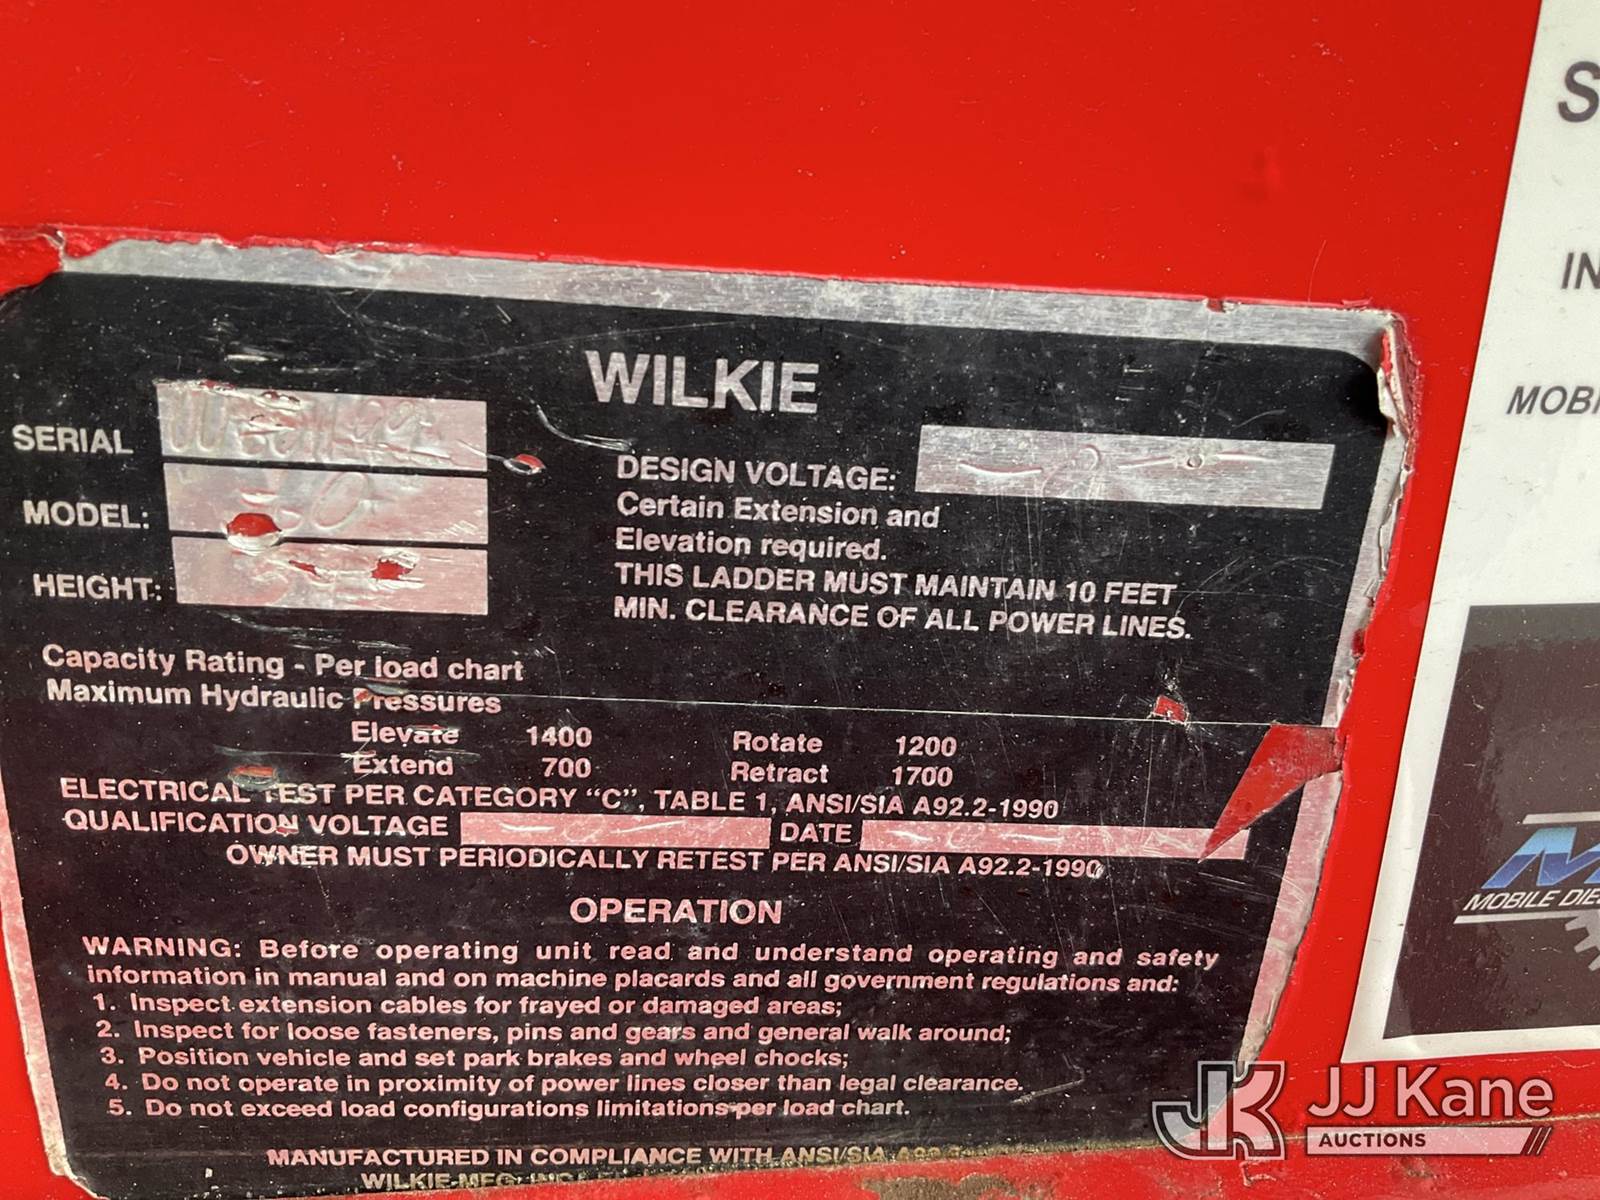 WILKIE
SERIAL
MODEL:
HEIGHT:
DESIGN VOLTAGE: -0-
Certain Extension and
Elevation required.
THIS LADDER MUST MAINTAIN 10 FEET
MIN. CLEARANCE OF ALL POWER LINES.
Capacity Rating - Per load chart
Maximum Hydraulic Pressures
Elevate 1400 Rotate 1200
Extend 700 Retract 1700
ELECTRICAL TEST PER CATEGORY "C", TABLE 1, ANSI/SIA A92.2-1990
QUALIFICATION VOLTAGE DATE
OWNER MUST PERIODICALLY RETEST PER ANSI/SIA A92.2-1990
OPERATION
WARNING: Before operating unit read and understand operating and safety
information in manual and on machine placards and all government regulations and:
1. Inspect extension cables for frayed or damaged areas;
2. Inspect for loose fasteners, pins and gears and general walk around;
3. Position vehicle and set park brakes and wheel chocks;
4. Do not operate in proximity of power lines closer than legal clearance.
5. Do not exceed load configurations limitations per load chart.
MANUFACTURED IN COMPLIANCE WITH ANSI/SIA
WILKIE MFG.
S
IN
MOBI
MOBILE DIE
JK JJ Kane
AUCTIONS